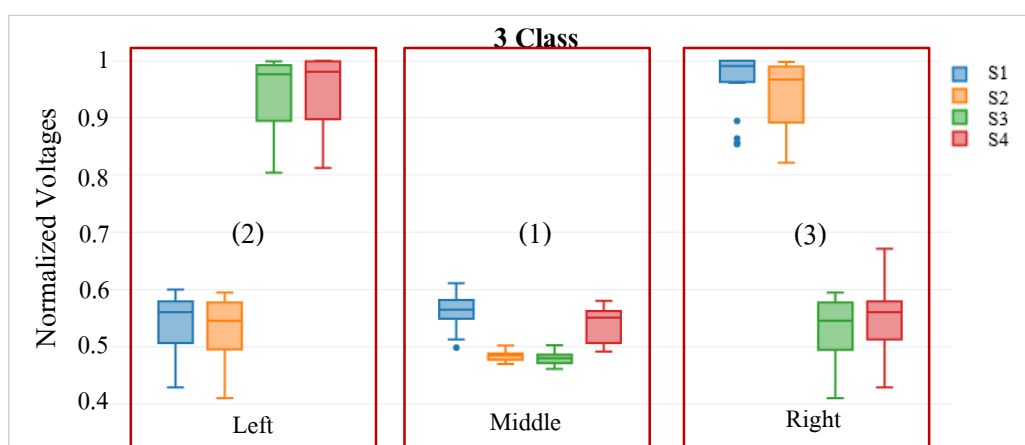 3 Class
Normalized Voltages
1
0.9
0.8
0.7
0.6
0.5
0.4
(2)
(1)
(3)
Left
Middle
Right
S1
S2
S3
S4